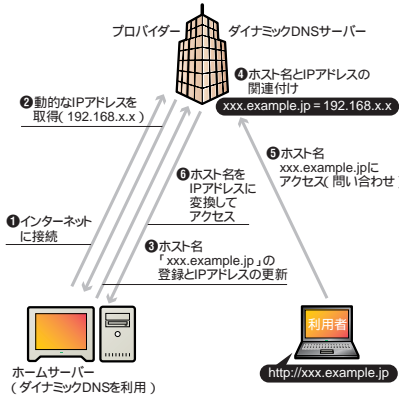 プロバイダー
ダイナミックDNSサーバー
❹ホスト名とIPアドレスの
関連付け
xxx.example.jp = 192.168.x.x
❷動的なIPアドレスを
取得( 192.168.x.x )
❺ホスト名
xxx.example.jpに
アクセス( 問い合わせ )
❻ホスト名を
IPアドレスに
変換して
アクセス
❶インターネット
に接続
❸ホスト名
「 xxx.example.jp 」の
登録とIPアドレスの更新
利用者
http://xxx.example.jp
ホームサーバー
( ダイナミックDNSを利用 )